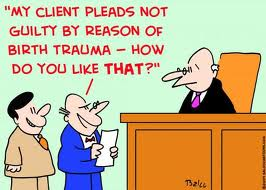 "MY CLIENT PLEADS NOT
GUILTY BY REASON OF
BIRTH TRAUMA – HOW
DO YOU LIKE THAT?"